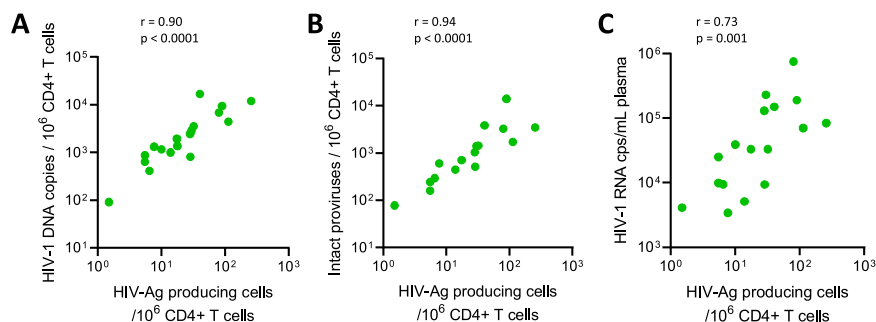 A
r = 0.90
p < 0.0001
HIV-1 DNA copies / 10⁶ CD4+ T cells
10⁵
10⁴
10³
10²
10¹
10⁰ 10¹ 10² 10³
HIV-Ag producing cells
/10⁶ CD4+ T cells
B
r = 0.94
p < 0.0001
Intact proviruses / 10⁶ CD4+ T cells
10⁵
10⁴
10³
10²
10¹
10⁰ 10¹ 10² 10³
HIV-Ag producing cells
/10⁶ CD4+ T cells
C
r = 0.73
p = 0.001
HIV-1 RNA cps/mL plasma
10⁶
10⁵
10⁴
10³
10⁰ 10¹ 10² 10³
HIV-Ag producing cells
/10⁶ CD4+ T cells